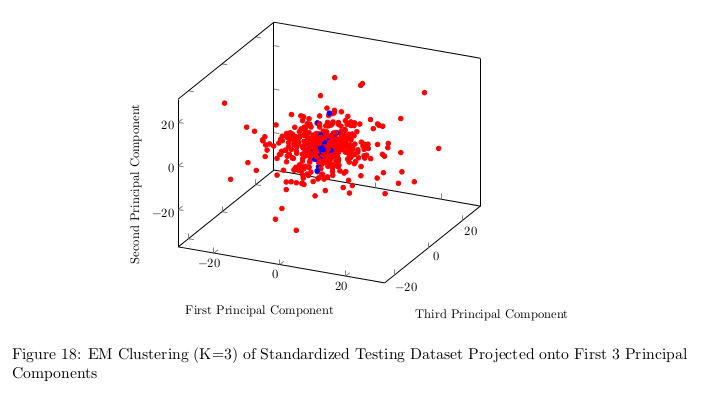 20
0
−20
Second Principal Component
−20
0
20
First Principal Component
−20
0
20
Third Principal Component
Figure 18: EM Clustering (K=3) of Standardized Testing Dataset Projected onto First 3 Principal
Components